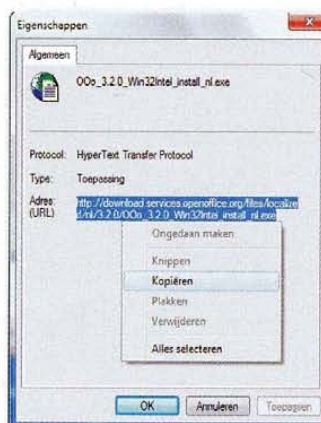 Eigenschappen
Algemeen
OOo_3.2.0_Win32Intel_install_nl.exe
Protocol: HyperText Transfer Protocol
Type: Toepassing
Adres: (URL) http://download.services.openoffice.org/files/localize
d/nl/3.2.0/OOo_3.2.0_Win32Intel_install_nl.exe
Ongedaan maken
Knippen
Kopiëren
Plakken
Verwijderen
Alles selecteren
OK Annuleren Toepassen